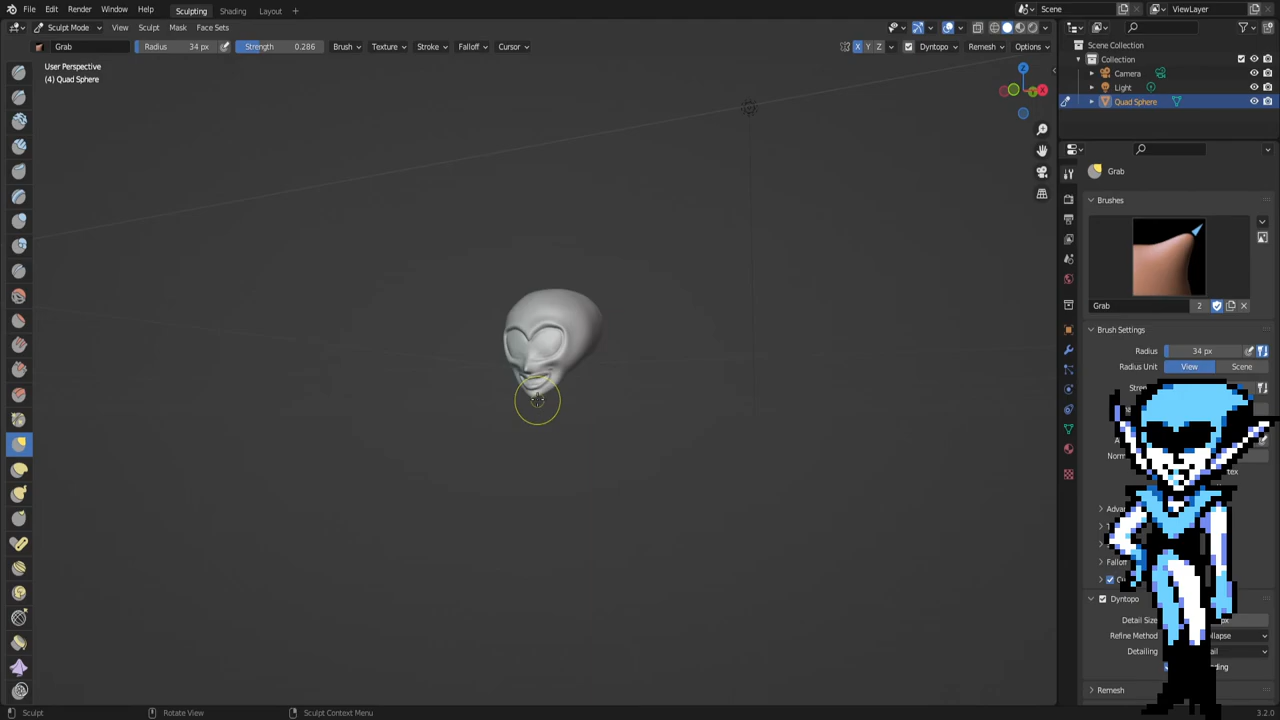 File Edit Render Window Help Sculpting Shading Layout + Scene ViewLayer
Sculpt Mode View Sculpt Mask Face Sets
Grab Radius 34 px Strength 0.286 Brush Texture Stroke Falloff Cursor X Y Z Dyntopo Remesh Options
User Perspective
(4) Quad Sphere
Z
X
Y
Scene Collection
Collection
Camera
Light
Quad Sphere
Grab
Brushes
Grab 2
Brush Settings
Radius 34 px
Radius Unit View Scene
Falloff
Dyntopo
Detail Size
Refine Method
Detailing
Remesh
Sculpt Rotate View Sculpt Context Menu 3.2.0